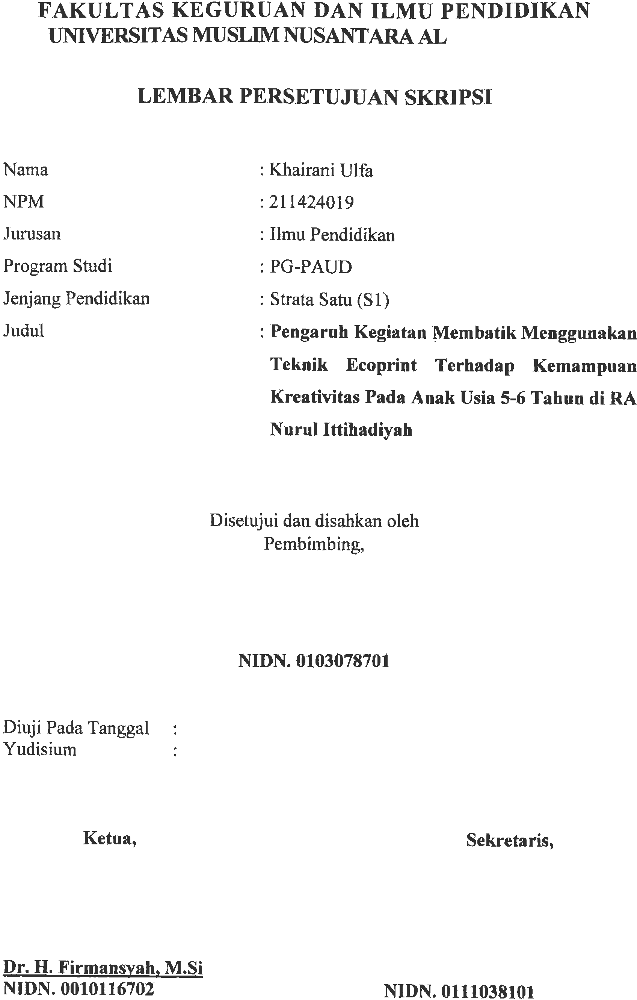 FAKULTAS KEGURUAN DAN ILMU PENDIDIKAN
UNIVERSITAS MUSLIM NUSANTARA AL
LEMBAR PERSETUJUAN SKRIPSI
Nama : Khairani Ulfa
NPM : 211424019
Jurusan : Ilmu Pendidikan
Program Studi : PG-PAUD
Jenjang Pendidikan : Strata Satu (S1)
Judul : Pengaruh Kegiatan Membatik Menggunakan
Teknik Ecoprint Terhadap Kemampuan
Kreativitas Pada Anak Usia 5-6 Tahun di RA
Nurul Ittihadiyah
Disetujui dan disahkan oleh
Pembimbing,
NIDN. 0103078701
Diuji Pada Tanggal :
Yudisium :
Ketua, Sekretaris,
Dr. H. Firmansyah, M.Si
NIDN. 0010116702 NIDN. 0111038101